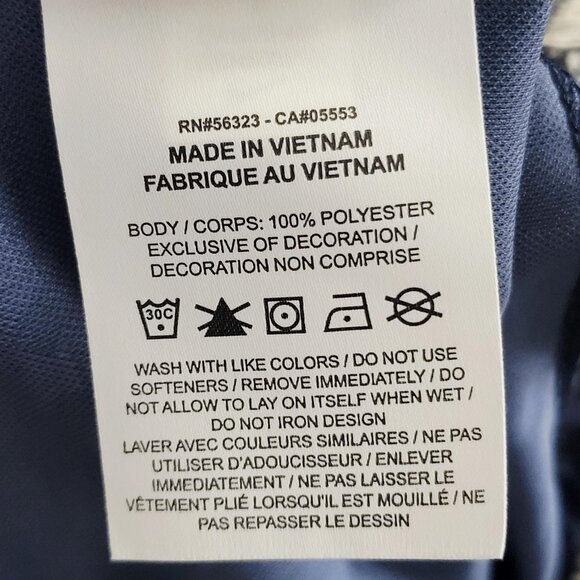 RN#56323 - CA#05553
MADE IN VIETNAM
FABRIQUE AU VIETNAM
BODY / CORPS: 100% POLYESTER
EXCLUSIVE OF DECORATION /
DECORATION NON COMPRISE
30C
WASH WITH LIKE COLORS / DO NOT USE
SOFTENERS / REMOVE IMMEDIATELY / DO
NOT ALLOW TO LAY ON ITSELF WHEN WET /
DO NOT IRON DESIGN
LAVER AVEC COULEURS SIMILAIRES / NE PAS
UTILISER D'ADOUCISSEUR / ENLEVER
IMMÉDIATEMENT / NE PAS LAISSER LE
VÊTEMENT PLIÉ LORSQU'IL EST MOUILLÉ / NE
PAS REPASSER LE DESSIN